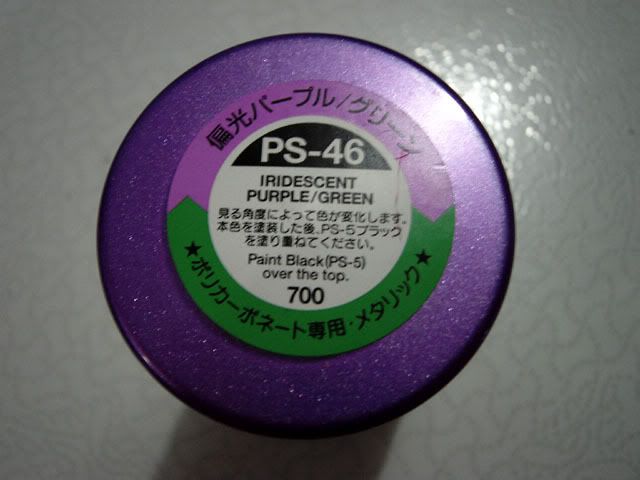 偏光パープル/グリーン
PS-46
IRIDESCENT
PURPLE/GREEN
見る角度によって色が変化します。
本色を塗装した後、PS-5ブラック
を塗り重ねてください。
Paint Black(PS-5)
over the top.
700
★ポリカーボネート専用・メタリック★